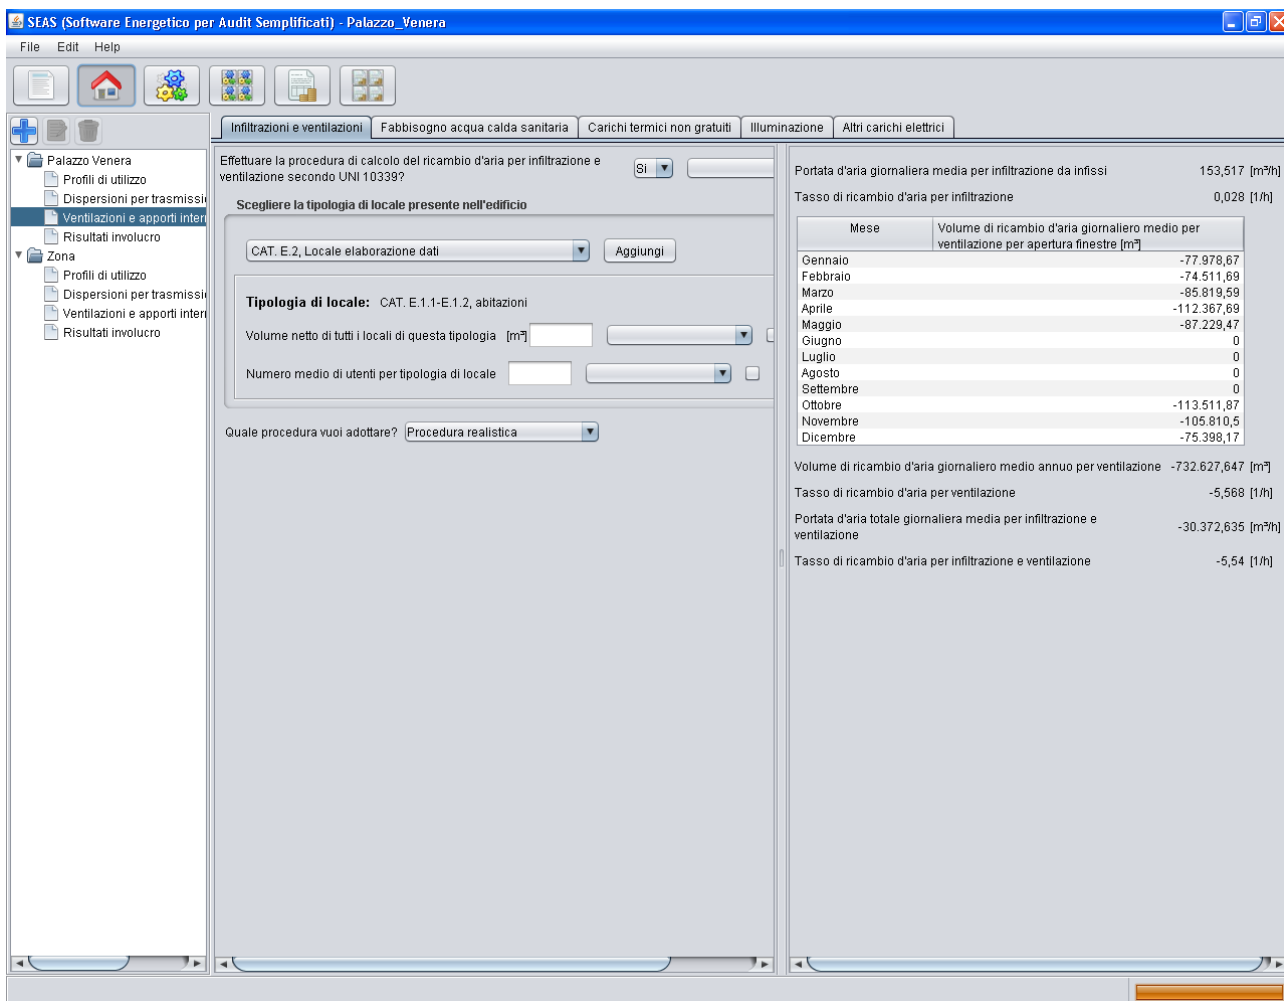 SEAS (Software Energetico per Audit Semplificati) - Palazzo_Venera
File Edit Help
Infiltrazioni e ventilazioni Fabbisogno acqua calda sanitaria Carichi termici non gratuiti Illuminazione Altri carichi elettrici
Palazzo Venera
Profili di utilizzo
Dispersioni per trasmissi
Ventilazioni e apporti inter
Risultati involucro
Zona
Profili di utilizzo
Dispersioni per trasmissi
Ventilazioni e apporti inter
Risultati involucro
Effettuare la procedura di calcolo del ricambio d'aria per infiltrazione e
ventilazione secondo UNI 10339?
Si
Scegliere la tipologia di locale presente nell'edificio
CAT. E.2, Locale elaborazione dati
Aggiungi
Tipologia di locale: CAT. E.1.1-E.1.2, abitazioni
Volume netto di tutti i locali di questa tipologia [m³]
Numero medio di utenti per tipologia di locale
Quale procedura vuoi adottare? Procedura realistica
Portata d'aria giornaliera media per infiltrazione da infissi 153,517 [m³/h]
Tasso di ricambio d'aria per infiltrazione 0,028 [1/h]
Mese Volume di ricambio d'aria giornaliero medio per
ventilazione per apertura finestre [m³]
Gennaio -77.978,67
Febbraio -74.511,69
Marzo -85.819,59
Aprile -112.367,69
Maggio -87.229,47
Giugno 0
Luglio 0
Agosto 0
Settembre 0
Ottobre -113.511,87
Novembre -105.810,5
Dicembre -75.398,17
Volume di ricambio d'aria giornaliero medio annuo per ventilazione -732.627,647 [m³]
Tasso di ricambio d'aria per ventilazione -5,568 [1/h]
Portata d'aria totale giornaliera media per infiltrazione e
ventilazione -30.372,635 [m³/h]
Tasso di ricambio d'aria per infiltrazione e ventilazione -5,54 [1/h]